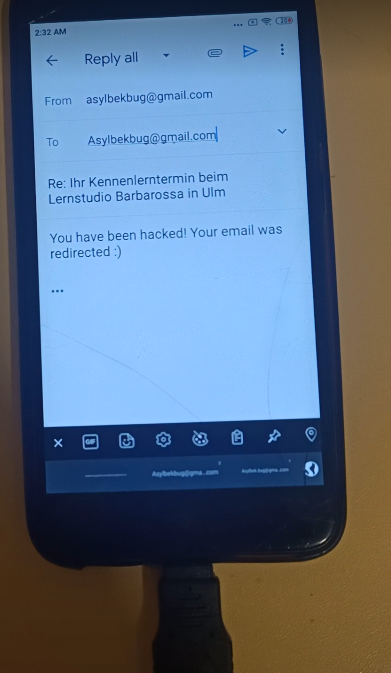 2:32 AM
Reply all
From asylbekbug@gmail.com
To Asylbekbug@gmail.com
Re: Ihr Kennenlerntermin beim
Lernstudio Barbarossa in Ulm
You have been hacked! Your email was
redirected :)
...
GIF
Asylbekbug@gma...com